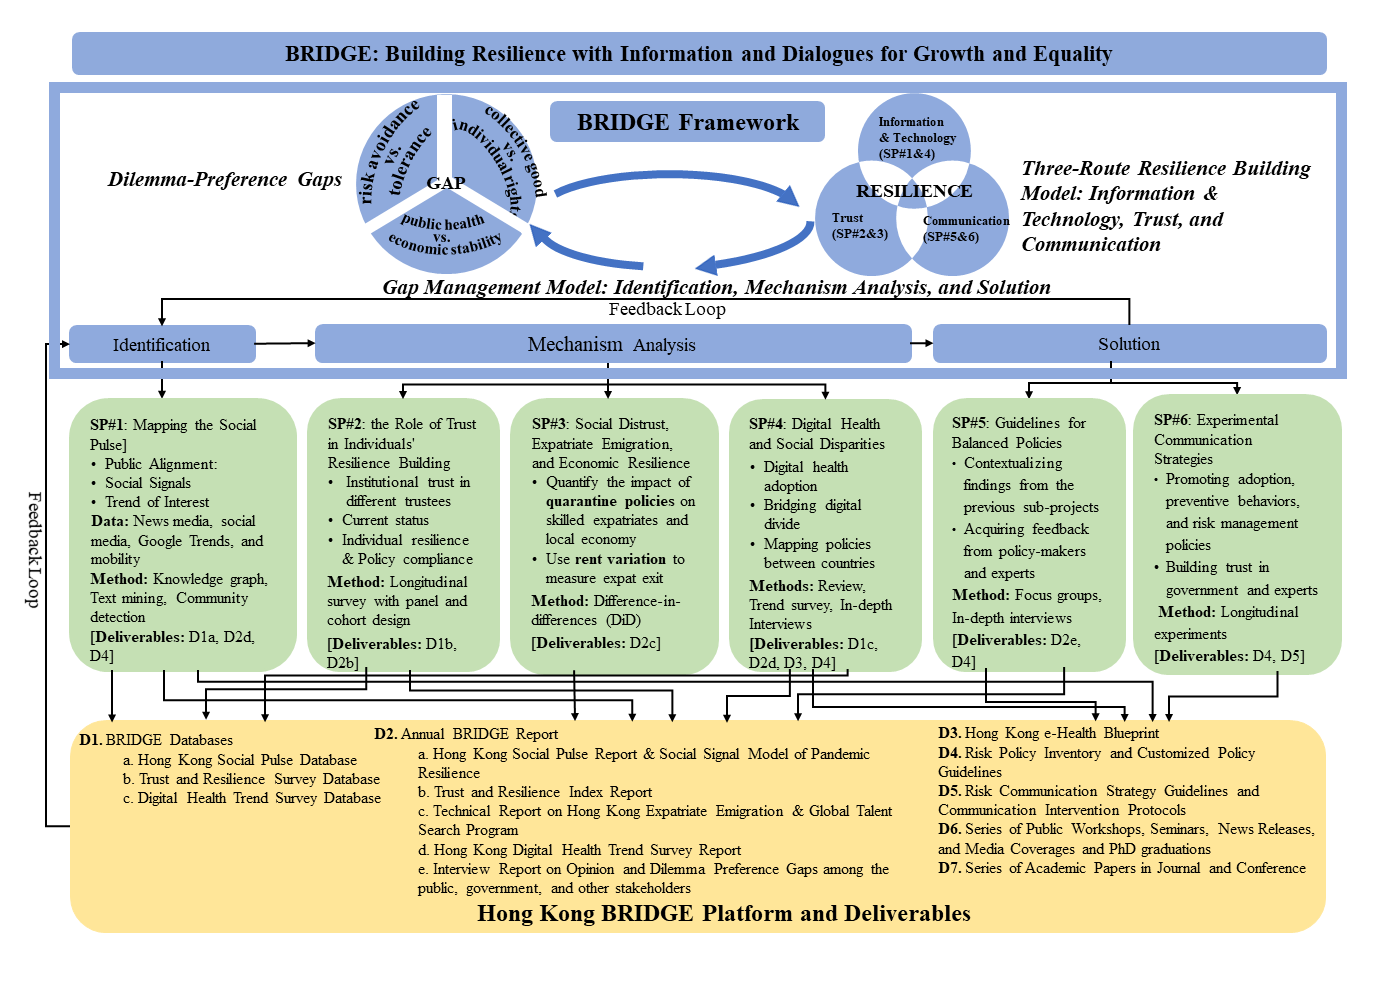 BRIDGE: Building Resilience with Information and Dialogues for Growth and Equality
BRIDGE Framework
risk avoidance
vs.
tolerance
collective good
vs.
individual right
GAP
public health
vs.
economic stability
Dilemma-Preference Gaps
Information
& Technology
(SP#1&4)
RESILIENCE
Trust
(SP#2&3)
Communication
(SP#5&6)
Three-Route Resilience Building
Model: Information &
Technology, Trust, and
Communication
Gap Management Model: Identification, Mechanism Analysis, and Solution
Feedback Loop
Identification
Mechanism Analysis
Solution
Feedback Loop
SP#1: Mapping the Social
Pulse]
• Public Alignment:
• Social Signals
• Trend of Interest
Data: News media, social
media, Google Trends, and
mobility
Method: Knowledge graph,
Text mining, Community
detection
[Deliverables: D1a, D2d,
D4]
SP#2: the Role of Trust
in Individuals'
Resilience Building
• Institutional trust in
different trustees
• Current status
• Individual resilience
& Policy compliance
Method: Longitudinal
survey with panel and
cohort design
[Deliverables: D1b,
D2b]
SP#3: Social Distrust,
Expatriate Emigration,
and Economic Resilience
• Quantify the impact of
quarantine policies on
skilled expatriates and
local economy
• Use rent variation to
measure expat exit
Method: Difference-in-
differences (DiD)
[Deliverables: D2c]
SP#4: Digital Health
and Social Disparities
• Digital health
adoption
• Bridging digital
divide
• Mapping policies
between countries
Methods: Review,
Trend survey, In-depth
Interviews
[Deliverables: D1c,
D2d, D3, D4]
SP#5: Guidelines for
Balanced Policies
• Contextualizing
findings from the
previous sub-projects
• Acquiring feedback
from policy-makers
and experts
Method: Focus groups,
In-depth interviews
[Deliverables: D2e,
D4]
SP#6: Experimental
Communication
Strategies
• Promoting adoption,
preventive behaviors,
and risk management
policies
• Building trust in
government and experts
Method: Longitudinal
experiments
[Deliverables: D4, D5]
D1. BRIDGE Databases
a. Hong Kong Social Pulse Database
b. Trust and Resilience Survey Database
c. Digital Health Trend Survey Database
D2. Annual BRIDGE Report
a. Hong Kong Social Pulse Report & Social Signal Model of Pandemic
Resilience
b. Trust and Resilience Index Report
c. Technical Report on Hong Kong Expatriate Emigration & Global Talent
Search Program
d. Hong Kong Digital Health Trend Survey Report
e. Interview Report on Opinion and Dilemma Preference Gaps among the
public, government, and other stakeholders
D3. Hong Kong e-Health Blueprint
D4. Risk Policy Inventory and Customized Policy
Guidelines
D5. Risk Communication Strategy Guidelines and
Communication Intervention Protocols
D6. Series of Public Workshops, Seminars, News Releases,
and Media Coverages and PhD graduations
D7. Series of Academic Papers in Journal and Conference
Hong Kong BRIDGE Platform and Deliverables